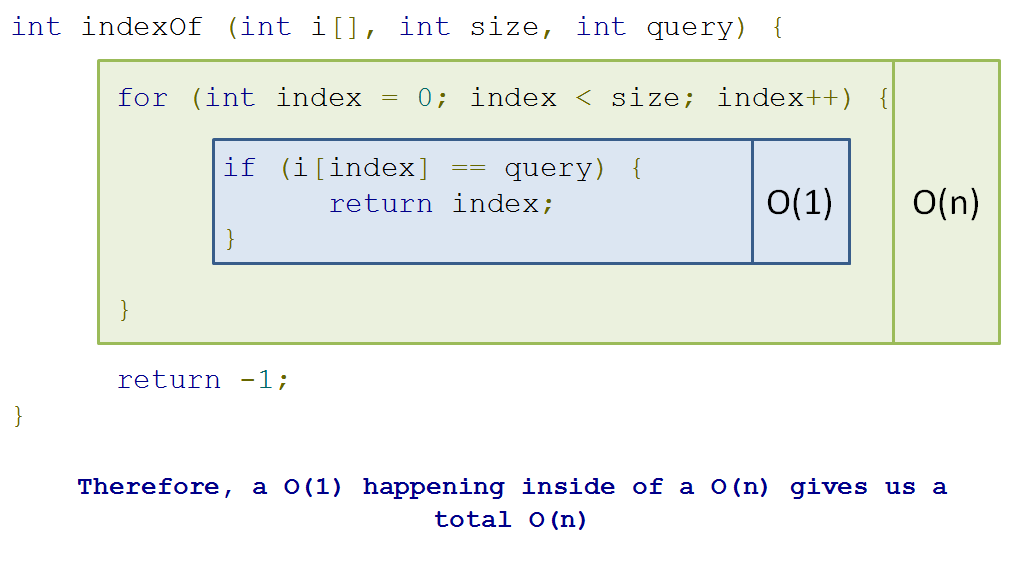 int indexOf (int i[], int size, int query) {
for (int index = 0; index < size; index++) {
if (i[index] == query) {
return index;
}
O(1)
O(n)
}
return -1;
}
Therefore, a O(1) happening inside of a O(n) gives us a
total O(n)